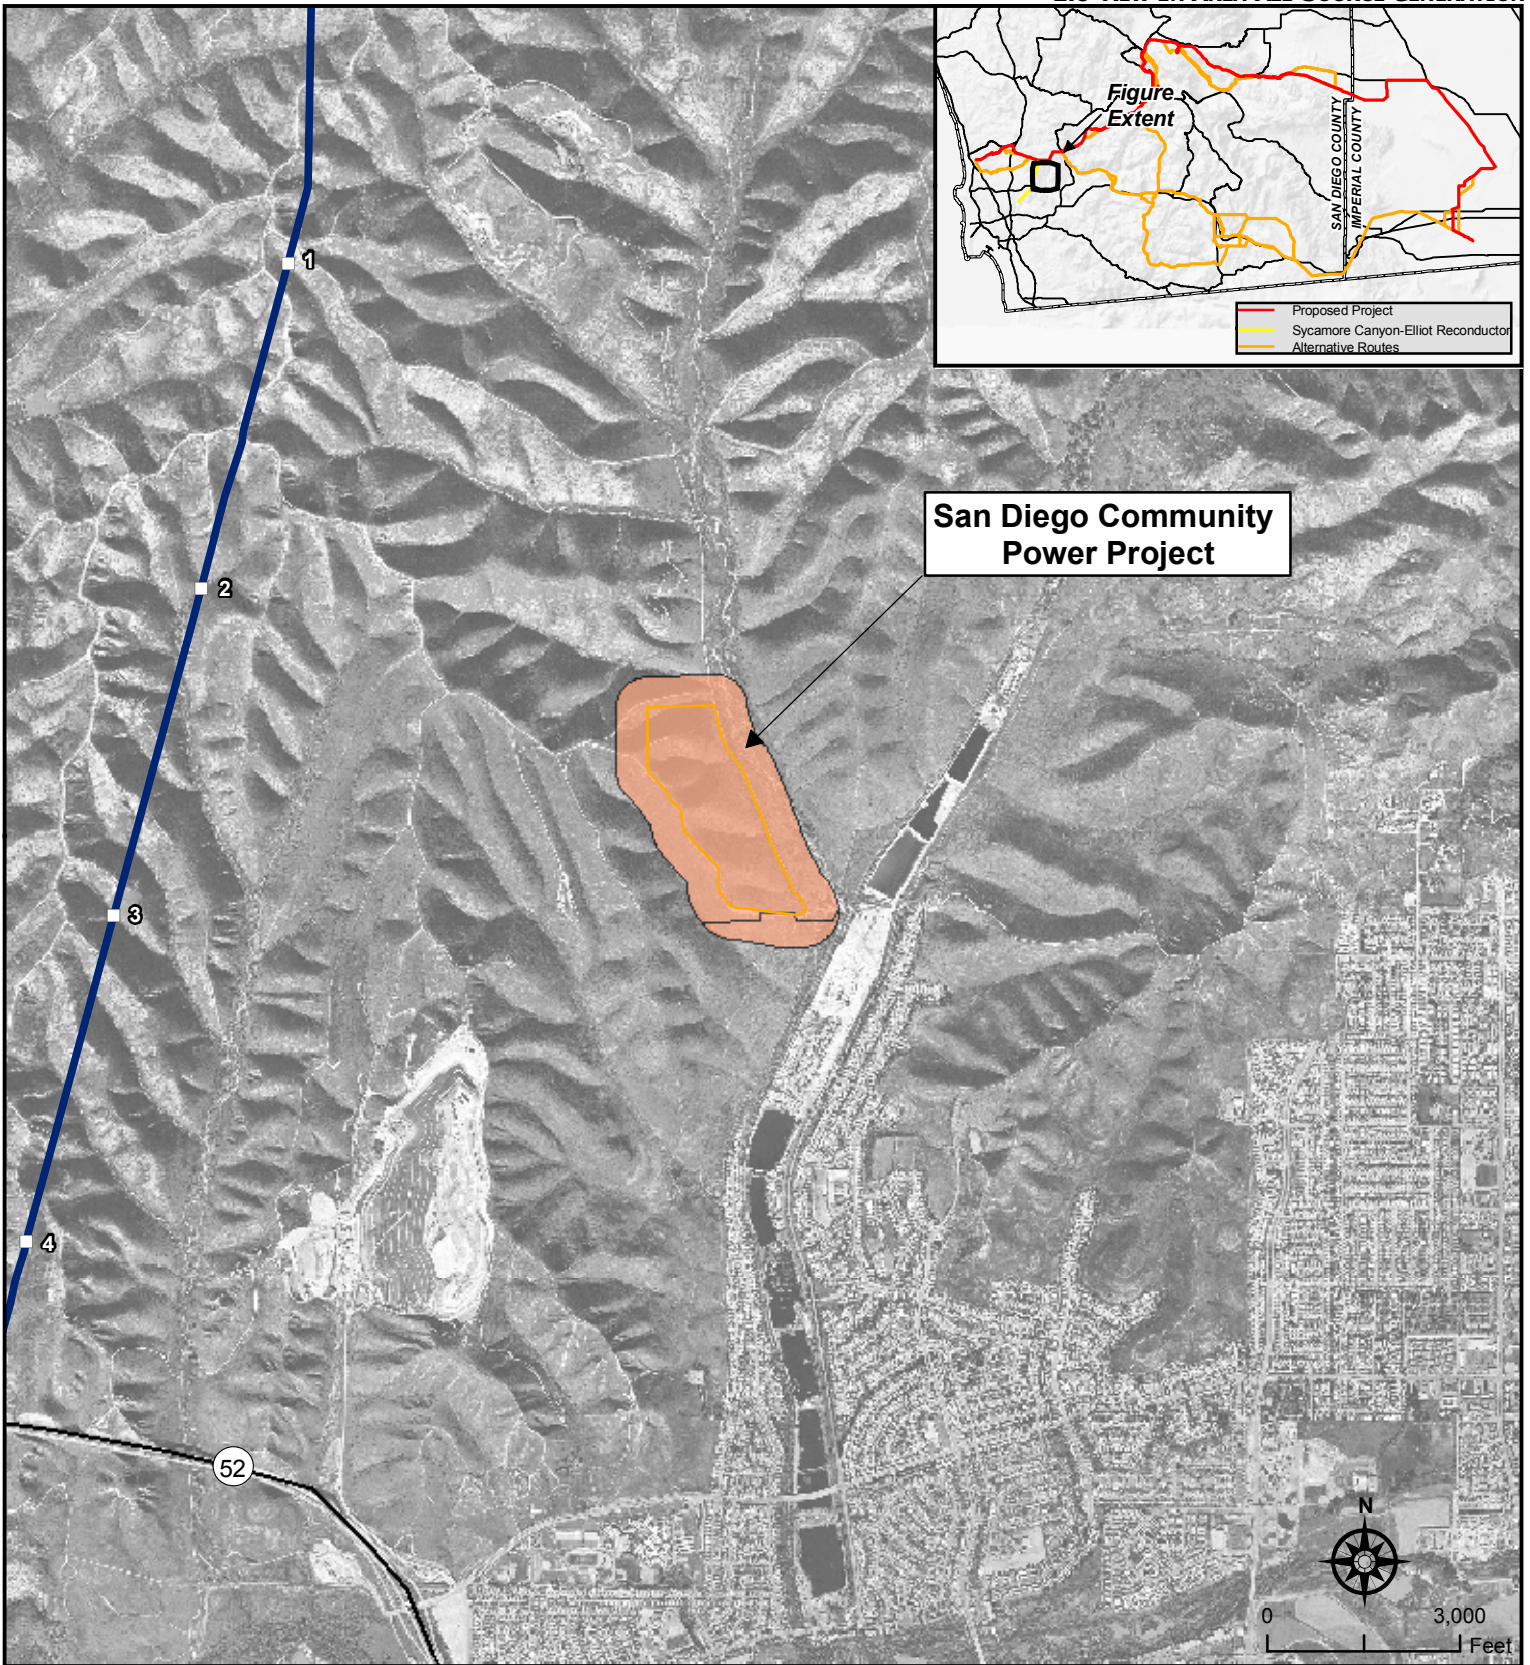 Figure
Extent
SAN DIEGO COUNTY
IMPERIAL COUNTY
Proposed Project
Sycamore Canyon-Elliot Reconductor
Alternative Routes
1
San Diego Community
Power Project
2
3
4
52
N
0 3,000
Feet